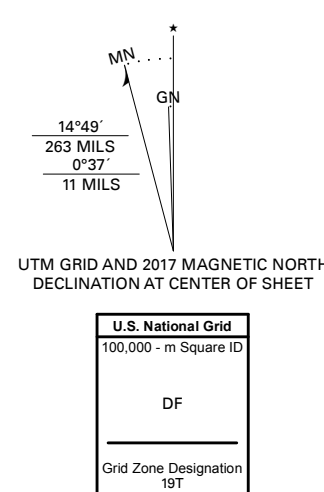 ★
MN
GN
14°49´
263 MILS
0°37´
11 MILS
UTM GRID AND 2017 MAGNETIC NORTH
DECLINATION AT CENTER OF SHEET
U.S. National Grid
100,000 - m Square ID
DF
Grid Zone Designation
19T